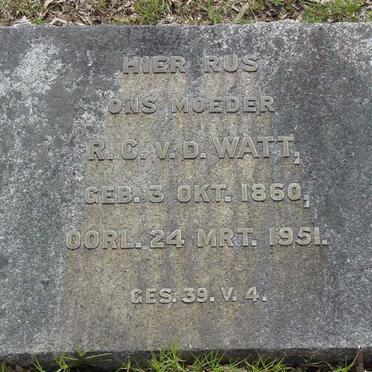 HIER RUS
ONS MOEDER
R. C. V. D. WATT,
GEB. 3 OKT. 1860,
OORL. 24 MRT. 1951.
GES. 39. V. 4.